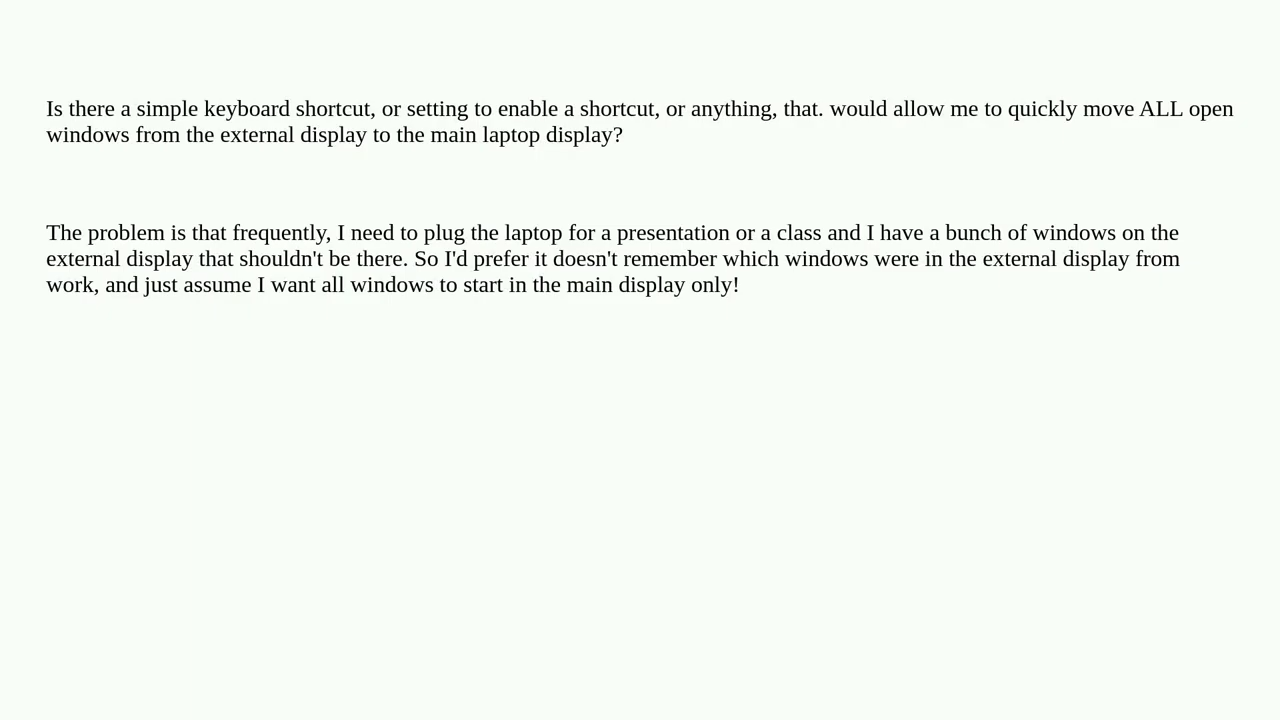 Is there a simple keyboard shortcut, or setting to enable a shortcut, or anything, that. would allow me to quickly move ALL open
windows from the external display to the main laptop display?
The problem is that frequently, I need to plug the laptop for a presentation or a class and I have a bunch of windows on the
external display that shouldn't be there. So I'd prefer it doesn't remember which windows were in the external display from
work, and just assume I want all windows to start in the main display only!